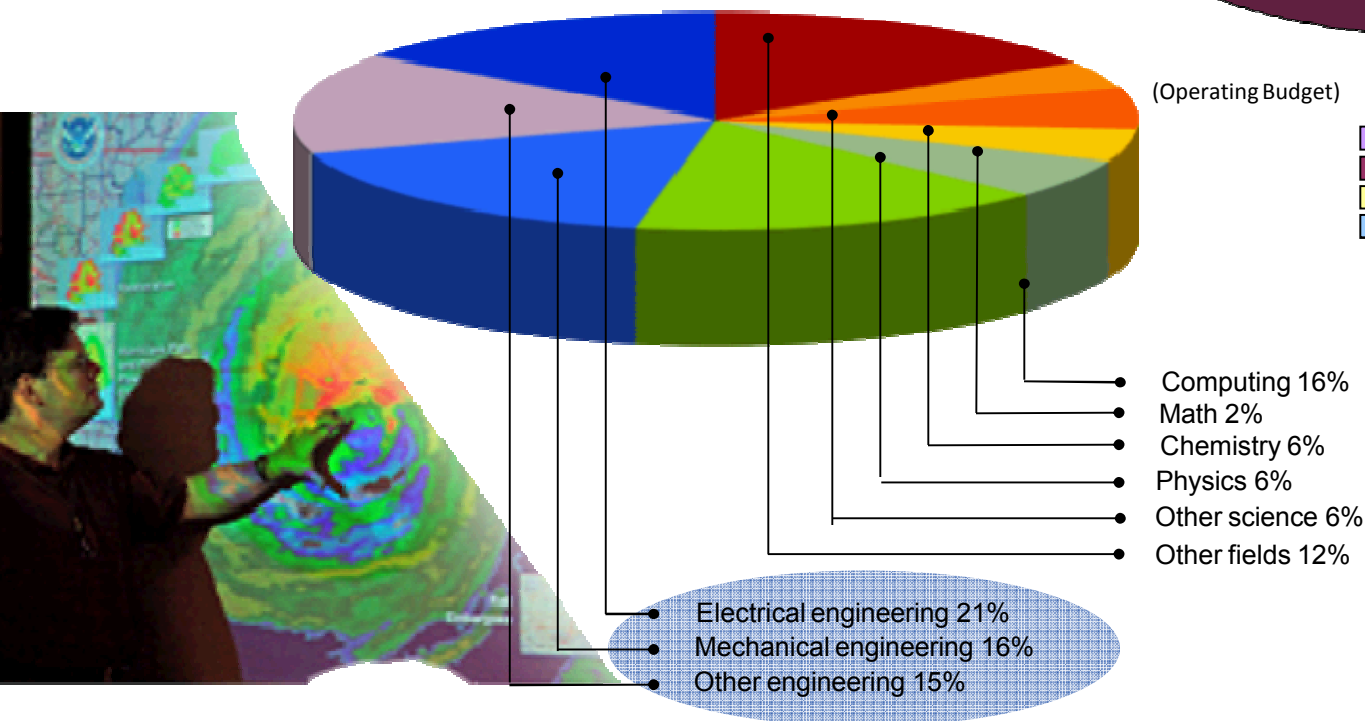 (Operating Budget)
Computing 16%
Math 2%
Chemistry 6%
Physics 6%
Other science 6%
Other fields 12%
Electrical engineering 21%
Mechanical engineering 16%
Other engineering 15%